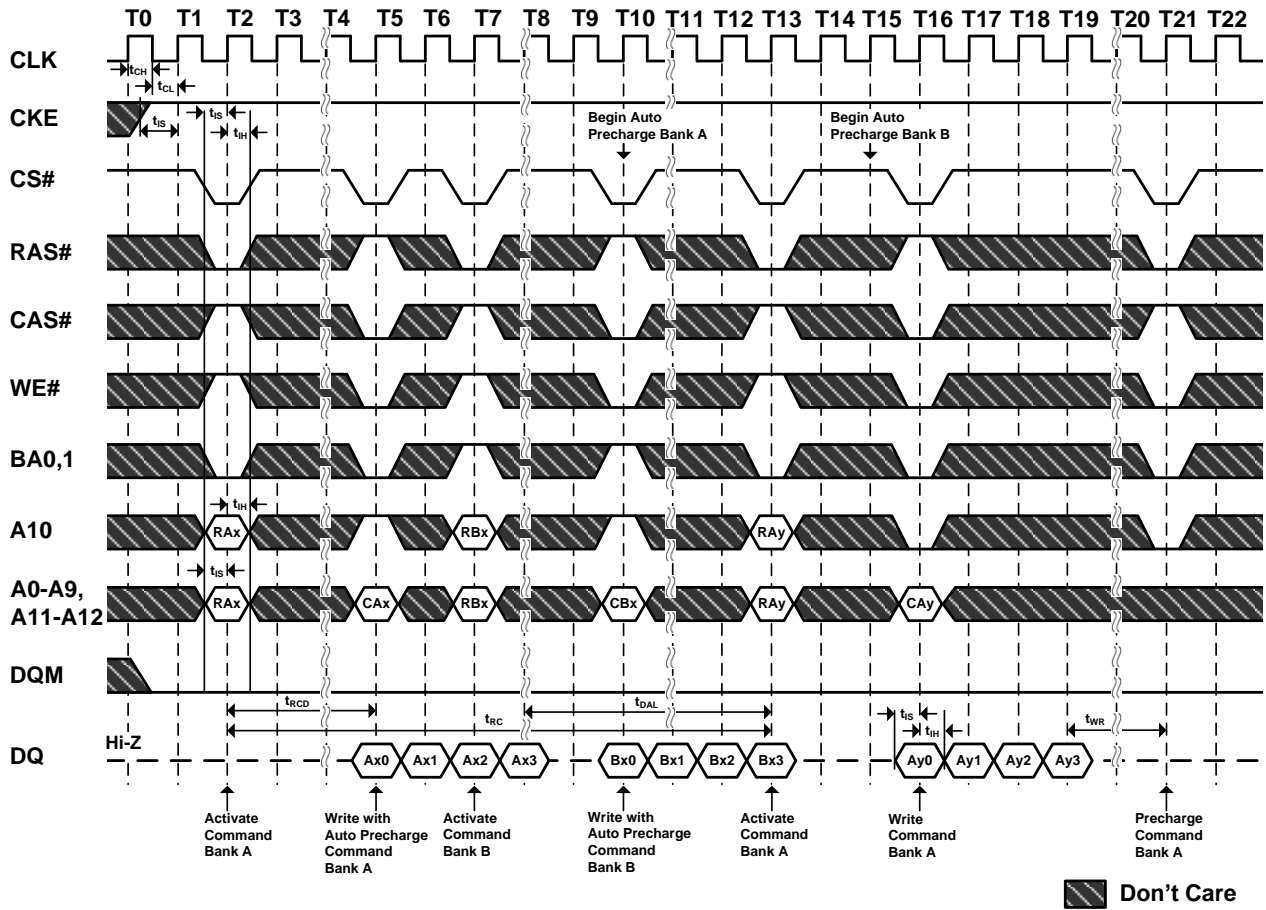 T0 T1 T2 T3 T4 T5 T6 T7 T8 T9 T10 T11 T12 T13 T14 T15 T16 T17 T18 T19 T20 T21 T22
CLK
tCH
tCL
CKE
tIS
tIS
tIH
Begin Auto
Precharge Bank A
Begin Auto
Precharge Bank B
CS#
RAS#
CAS#
WE#
BA0,1
tIH
A10
RAx RBx RAy
tIS
A0-A9,
A11-A12
RAx CAx RBx CBx RAy CAy
DQM
tRCD
tDAL
tRC
tIS
tIH
tWR
Hi-Z
DQ
Ax0 Ax1 Ax2 Ax3 Bx0 Bx1 Bx2 Bx3 Ay0 Ay1 Ay2 Ay3
Activate
Command
Bank A
Write with
Auto Precharge
Command
Bank A
Activate
Command
Bank B
Write with
Auto Precharge
Command
Bank B
Activate
Command
Bank A
Write
Command
Bank A
Precharge
Command
Bank A
Don't Care